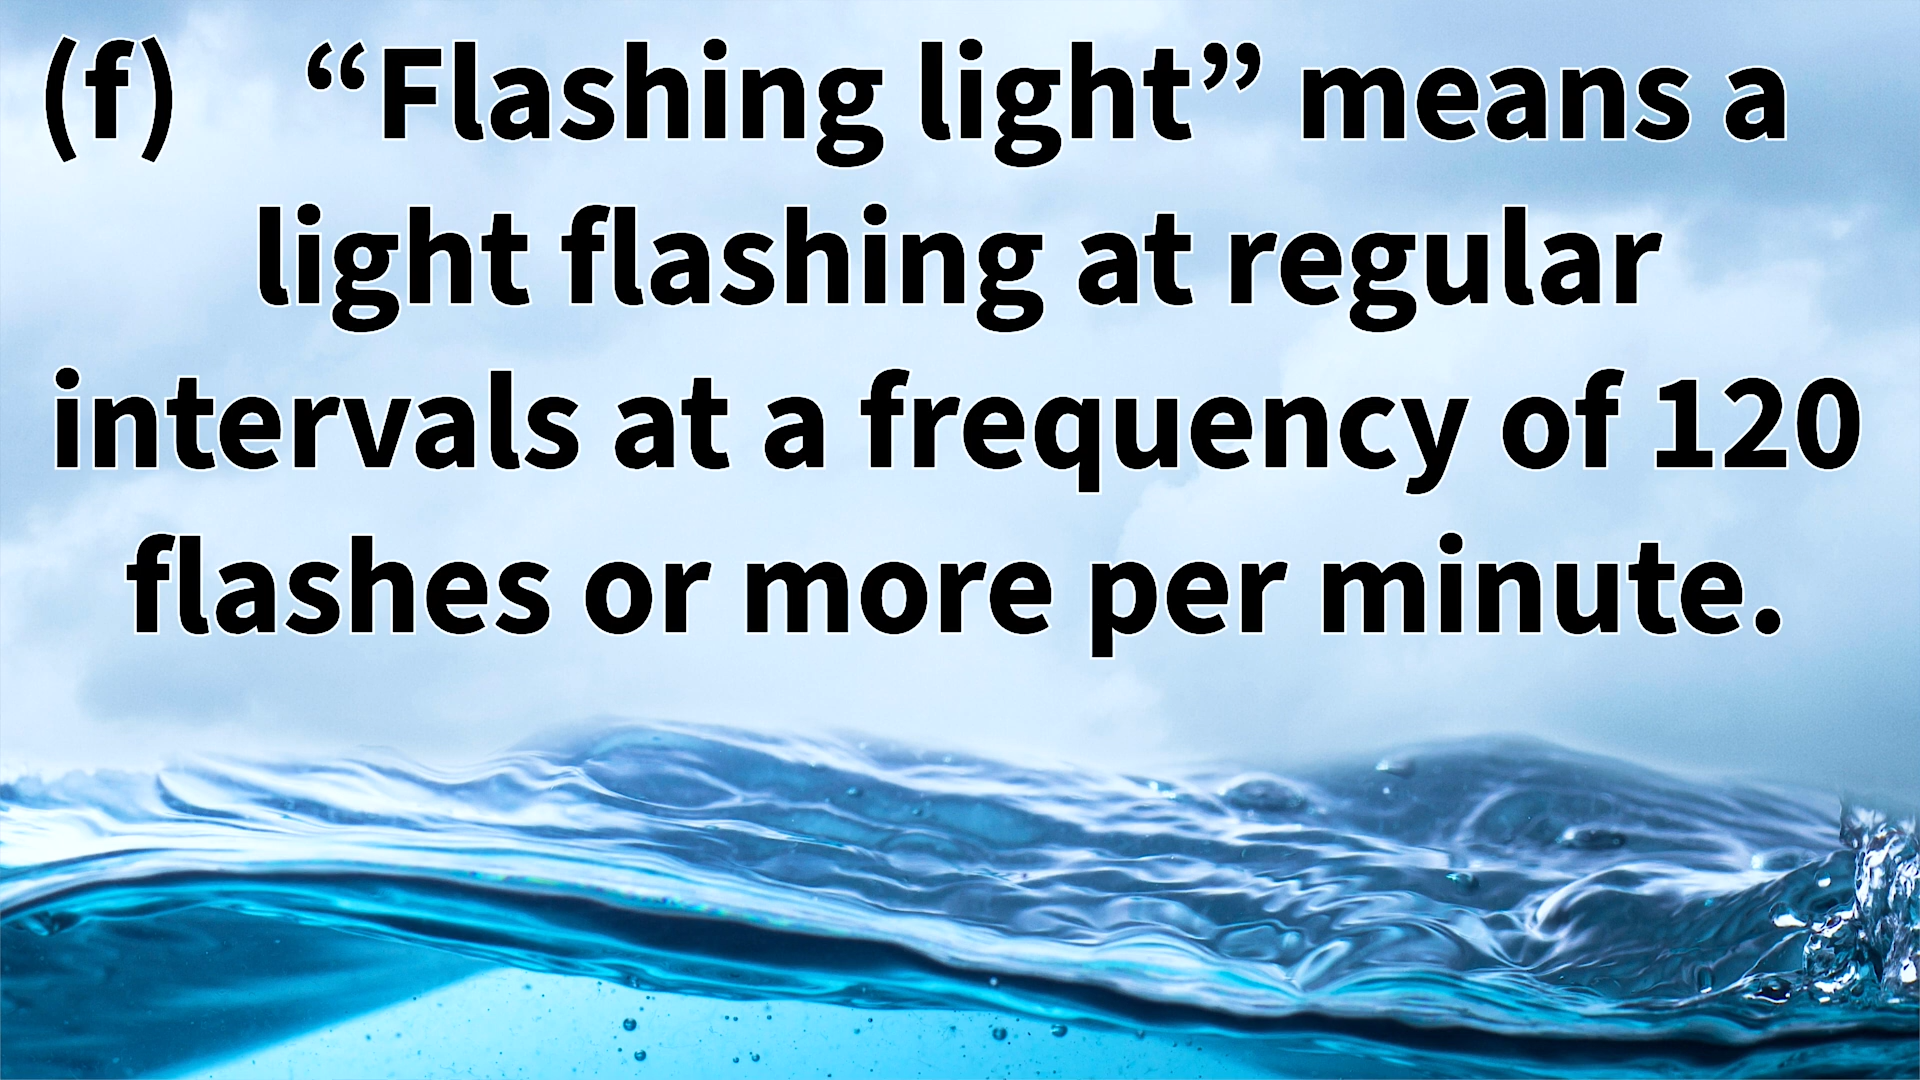 (f) “Flashing light” means a
light flashing at regular
intervals at a frequency of 120
flashes or more per minute.